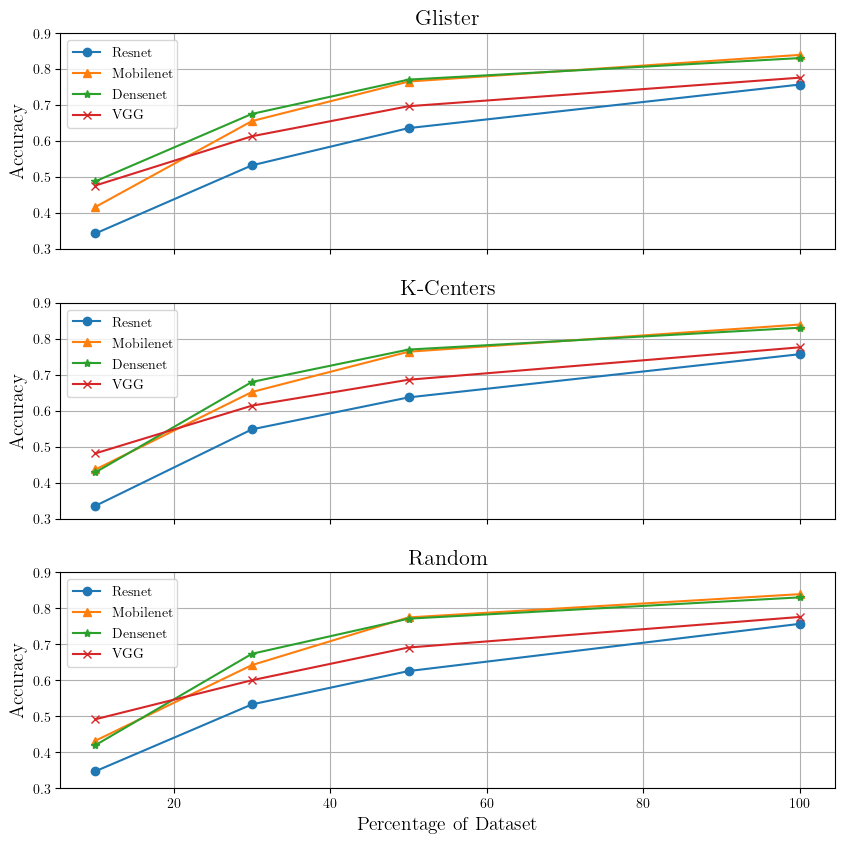 Glister
0.9
0.8
0.7
0.6
0.5
0.4
0.3
Accuracy
Resnet
Mobilenet
Densenet
VGG
K-Centers
0.9
0.8
0.7
0.6
0.5
0.4
0.3
Accuracy
Resnet
Mobilenet
Densenet
VGG
Random
0.9
0.8
0.7
0.6
0.5
0.4
0.3
Accuracy
Resnet
Mobilenet
Densenet
VGG
20 40 60 80 100
Percentage of Dataset